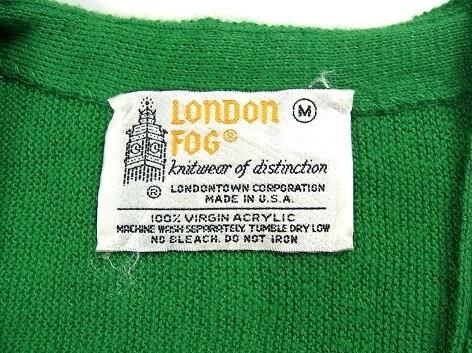 LONDON Ⓜ
FOG®
knitwear of distinction
®
LONDONTOWN CORPORATION
MADE IN U.S.A.
100% VIRGIN ACRYLIC
MACHINE WASH SEPARATELY. TUMBLE DRY LOW
NO BLEACH. DO NOT IRON